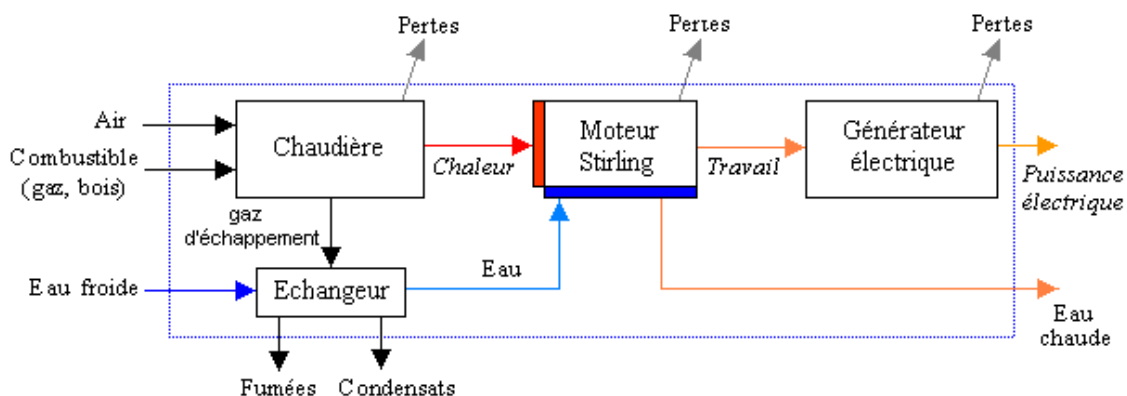 Pertes
Pertes
Pertes
Air
Combustible
(gaz, bois)
Chaudière
Chaleur
Moteur
Stirling
Travail
Générateur
électrique
Puissance
électrique
gaz
d'échappement
Eau froide
Echangeur
Eau
Eau
chaude
Fumées
Condensats